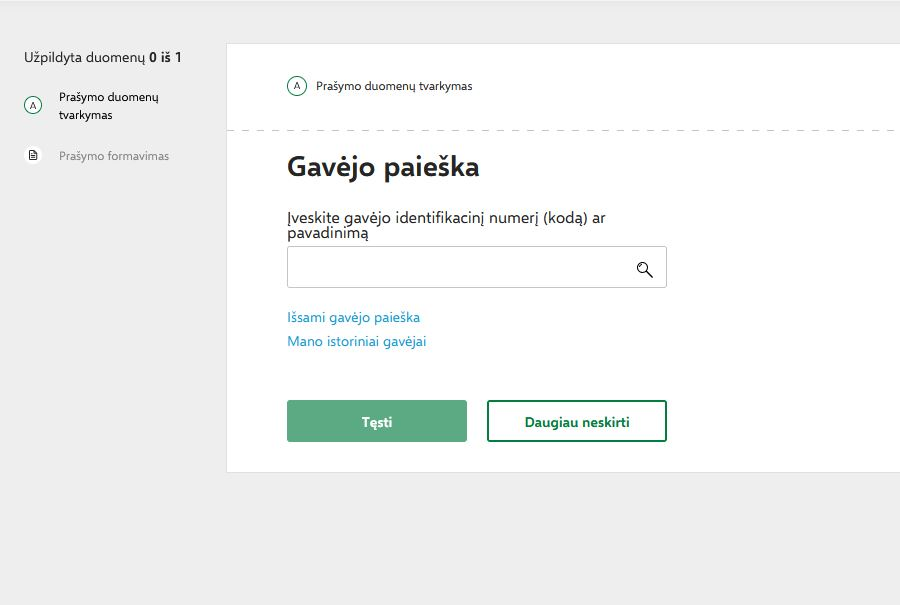 Užpildyta duomenų 0 iš 1
A
Prašymo duomenų
tvarkymas
Prašymo formavimas
A Prašymo duomenų tvarkymas
Gavėjo paieška
Įveskite gavėjo identifikacinį numerį (kodą) ar
pavadinimą
Išsami gavėjo paieška
Mano istoriniai gavėjai
Tęsti
Daugiau neskirti